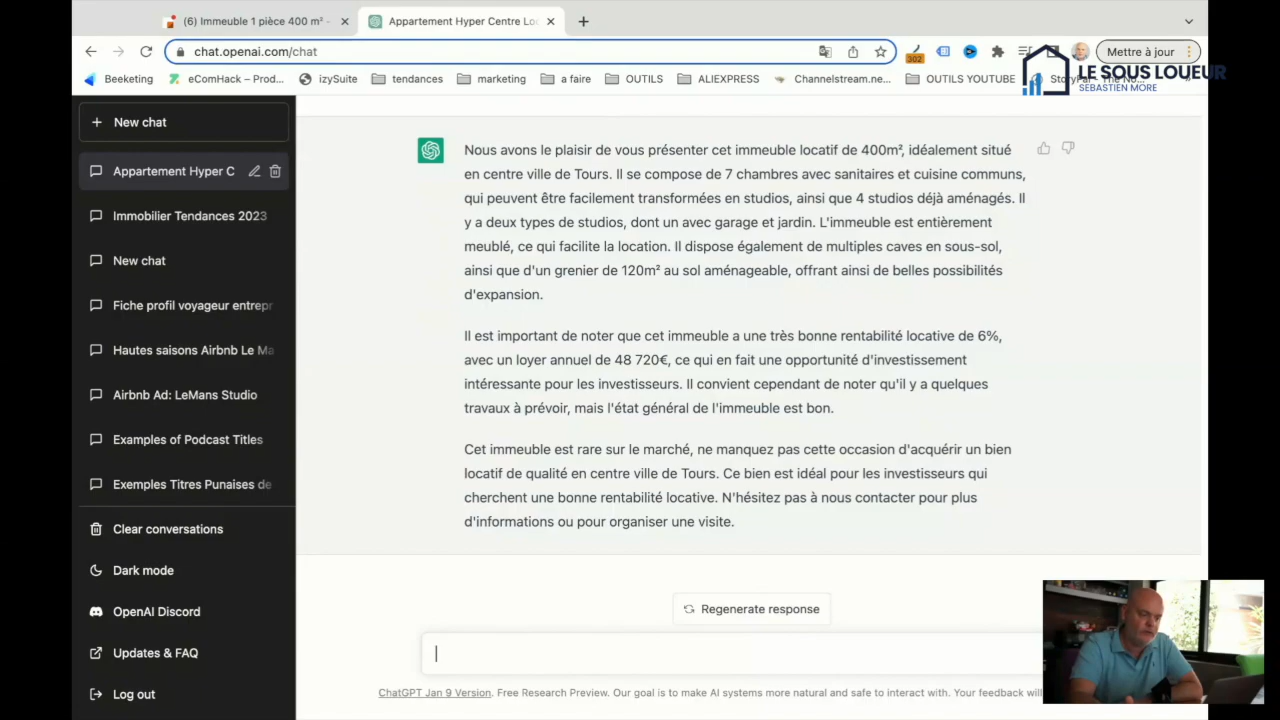 (6) Immeuble 1 pièce 400 m² -
Appartement Hyper Centre Lo
chat.openai.com/chat
302
Mettre à jour
Beeketing
eComHack – Prod...
izySuite
tendances
marketing
a faire
OUTILS
ALIEXPRESS
Channelstream.ne...
OUTILS YOUTUBE
LE SOUS LOUEUR
SEBASTIEN MORE
New chat
Appartement Hyper C
Immobilier Tendances 2023
New chat
Fiche profil voyageur entrepr
Hautes saisons Airbnb Le Ma
Airbnb Ad: LeMans Studio
Examples of Podcast Titles
Exemples Titres Punaises de
Clear conversations
Dark mode
OpenAI Discord
Updates & FAQ
Log out
Nous avons le plaisir de vous présenter cet immeuble locatif de 400m², idéalement situé
en centre ville de Tours. Il se compose de 7 chambres avec sanitaires et cuisine communs,
qui peuvent être facilement transformées en studios, ainsi que 4 studios déjà aménagés. Il
y a deux types de studios, dont un avec garage et jardin. L'immeuble est entièrement
meublé, ce qui facilite la location. Il dispose également de multiples caves en sous-sol,
ainsi que d'un grenier de 120m² au sol aménageable, offrant ainsi de belles possibilités
d'expansion.
Il est important de noter que cet immeuble a une très bonne rentabilité locative de 6%,
avec un loyer annuel de 48 720€, ce qui en fait une opportunité d'investissement
intéressante pour les investisseurs. Il convient cependant de noter qu'il y a quelques
travaux à prévoir, mais l'état général de l'immeuble est bon.
Cet immeuble est rare sur le marché, ne manquez pas cette occasion d'acquérir un bien
locatif de qualité en centre ville de Tours. Ce bien est idéal pour les investisseurs qui
cherchent une bonne rentabilité locative. N'hésitez pas à nous contacter pour plus
d'informations ou pour organiser une visite.
Regenerate response
ChatGPT Jan 9 Version. Free Research Preview. Our goal is to make AI systems more natural and safe to interact with. Your feedback will